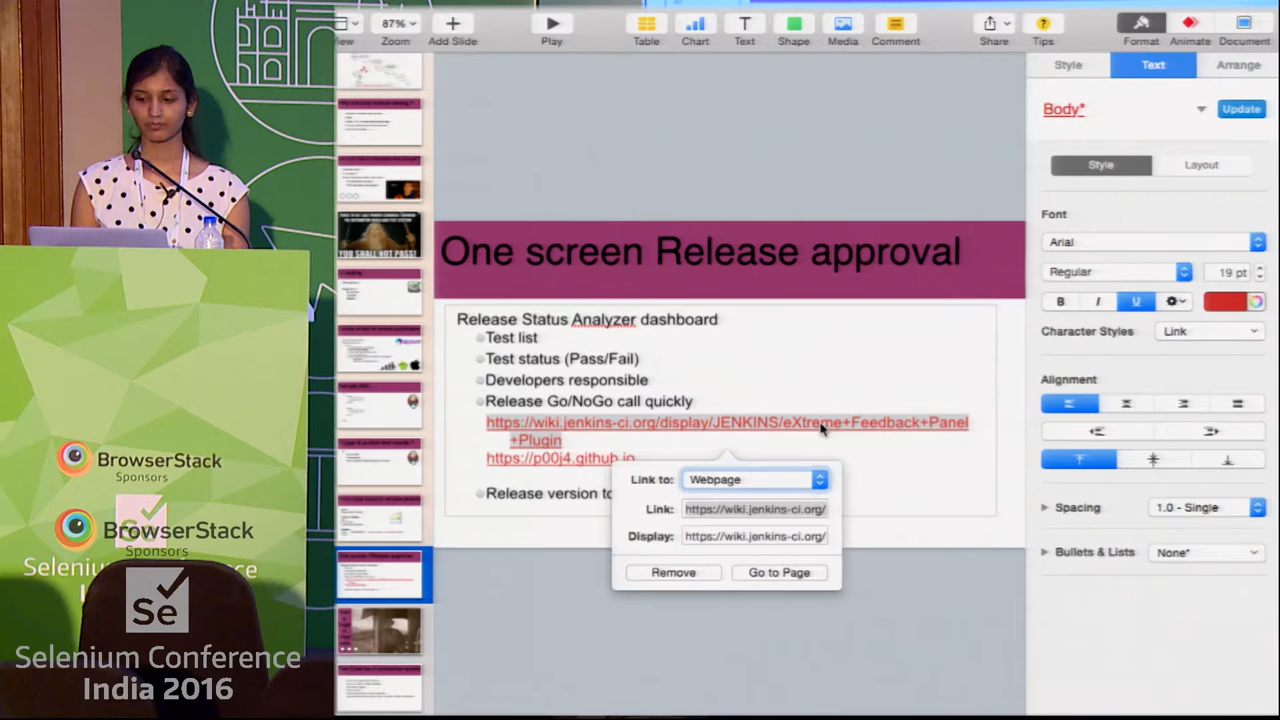 View
87%
Zoom
Add Slide
Play
Table
Chart
Text
Shape
Media
Comment
Share
Tips
Format
Animate
Document
Style
Text
Arrange
Body*
Update
Style
Layout
Font
Arial
Regular
19 pt
B I U
Character Styles
Link
Alignment
Spacing
1.0 - Single
Bullets & Lists
None*
YOU SHALL NOT PASS!
One screen Release approval
Release Status Analyzer dashboard
Test list
Test status (Pass/Fail)
Developers responsible
Release Go/NoGo call quickly
https://wiki.jenkins-ci.org/display/JENKINS/eXtreme+Feedback+Panel
+Plugin
https://p00j4.github.io
Release version to
Link to:
Webpage
Link:
https://wiki.jenkins-ci.org/
Display:
https://wiki.jenkins-ci.org/
Remove
Go to Page
BrowserStack
Sponsors
BrowserStack
Sponsors
Se
Selenium Conference
India 2016